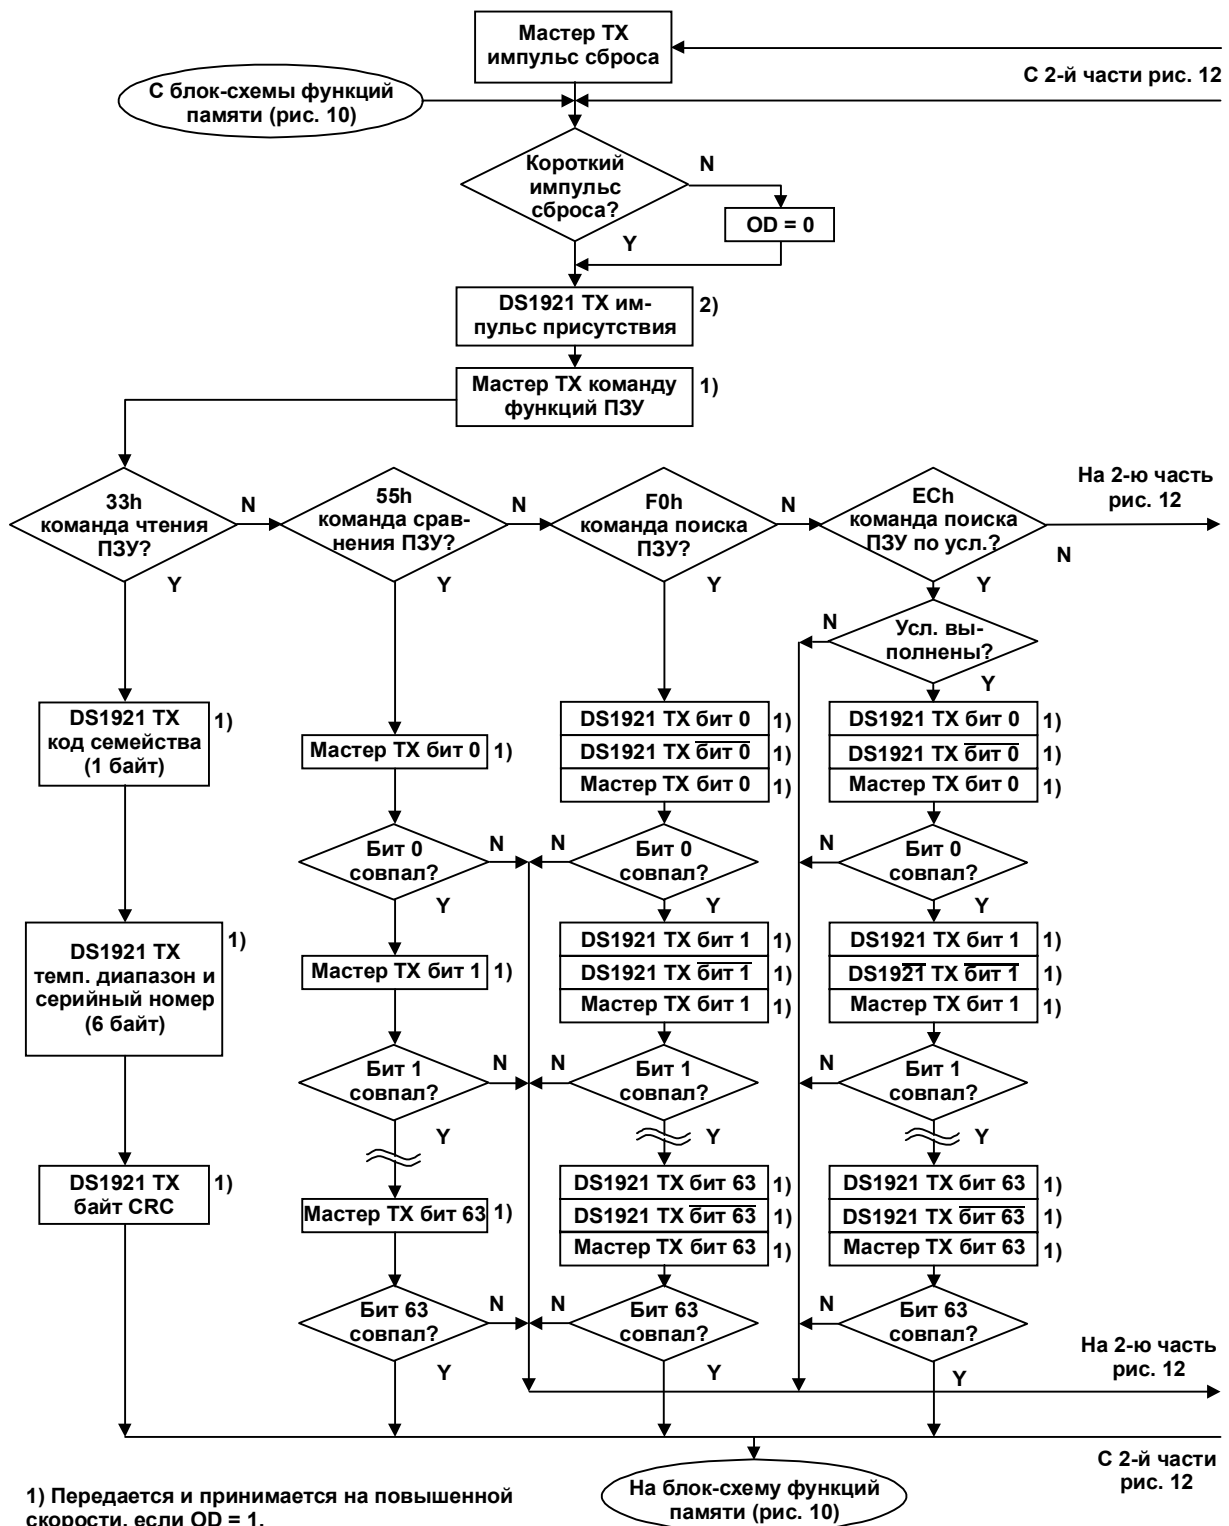 Мастер TX
импульс сброса
С 2-й части рис. 12
С блок-схемы функций
памяти (рис. 10)
Короткий
импульс
сброса?
N
OD = 0
Y
DS1921 TX им-
пульс присутствия
2)
Мастер TX команду
функций ПЗУ
1)
33h
команда чтения
ПЗУ?
N
Y
55h
команда срав-
нения ПЗУ?
N
Y
F0h
команда поиска
ПЗУ?
N
Y
ECh
команда поиска
ПЗУ по усл.?
N
Y
На 2-ю часть
рис. 12
Усл. вы-
полнены?
N
Y
DS1921 TX
код семейства
(1 байт)
1)
DS1921 TX
темп. диапазон и
серийный номер
(6 байт)
1)
DS1921 TX
байт CRC
1)
Мастер TX бит 0
1)
Бит 0
совпал?
N
Y
Мастер TX бит 1
1)
Бит 1
совпал?
N
Y
Мастер TX бит 63
1)
Бит 63
совпал?
N
Y
DS1921 TX бит 0
1)
DS1921 TX бит 0
1)
Мастер TX бит 0
1)
N
Бит 0
совпал?
Y
DS1921 TX бит 1
1)
DS1921 TX бит 1
1)
Мастер TX бит 1
1)
N
Бит 1
совпал?
Y
DS1921 TX бит 63
1)
DS1921 TX бит 63
1)
Мастер TX бит 63
1)
N
Бит 63
совпал?
Y
DS1921 TX бит 0
1)
DS1921 TX бит 0
1)
Мастер TX бит 0
1)
N
Бит 0
совпал?
Y
DS1921 TX бит 1
1)
DS1921 TX бит 1
1)
Мастер TX бит 1
1)
N
Бит 1
совпал?
Y
DS1921 TX бит 63
1)
DS1921 TX бит 63
1)
Мастер TX бит 63
1)
N
Бит 63
совпал?
Y
На 2-ю часть
рис. 12
С 2-й части
рис. 12
На блок-схему функций
памяти (рис. 10)
1) Передается и принимается на повышенной
скорости, если OD = 1.